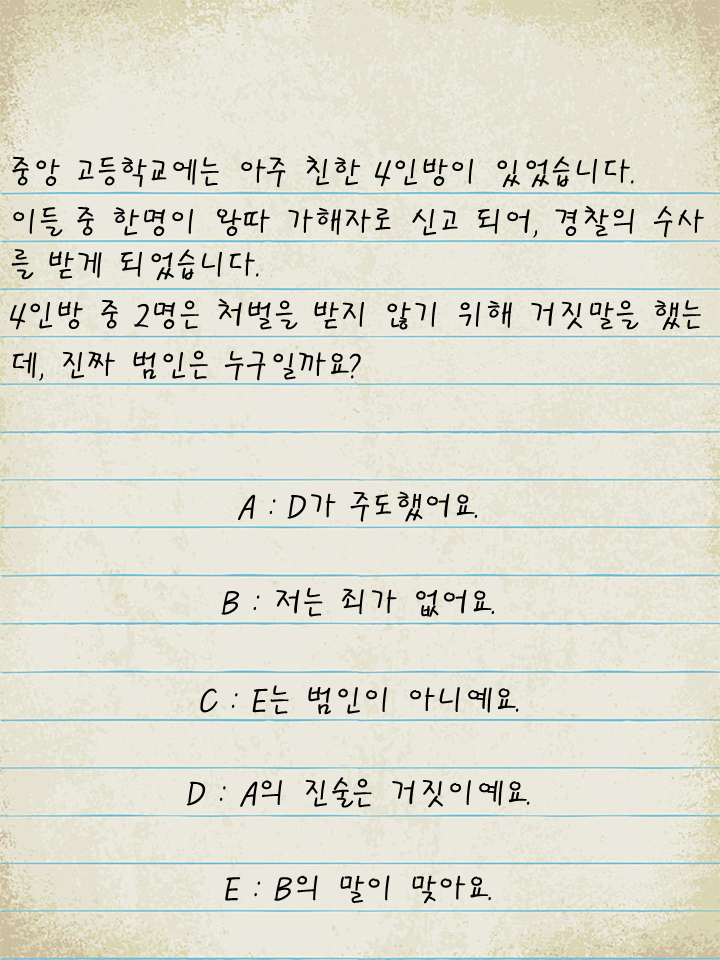 중앙 고등학교에는 아주 친한 4인방이 있었습니다.
이들 중 한명이 왕따 가해자로 신고 되어, 경찰의 수사
를 받게 되었습니다.
4인방 중 2명은 처벌을 받지 않기 위해 거짓말을 했는
데, 진짜 범인은 누구일까요?
A : D가 주도했어요.
B : 저는 죄가 없어요.
C : E는 범인이 아니예요.
D : A의 진술은 거짓이예요.
E : B의 말이 맞아요.